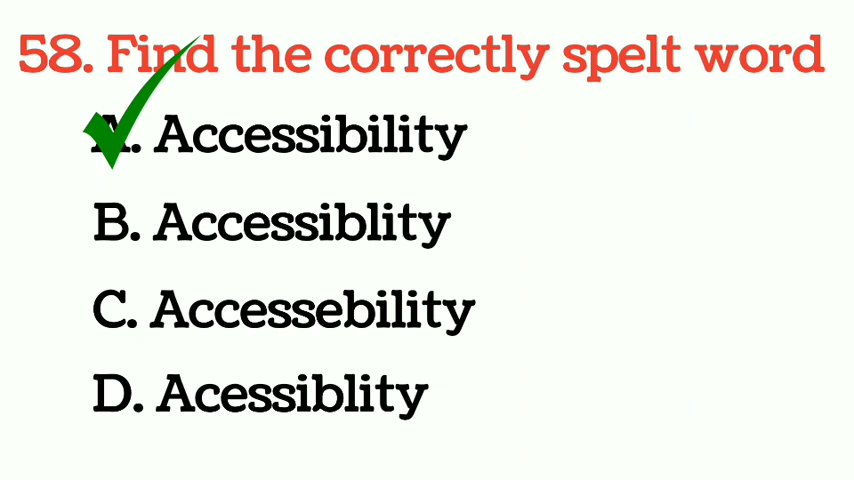 58. Find the correctly spelt word
A. Accessibility
B. Accessiblity
C. Accessebility
D. Acessiblity